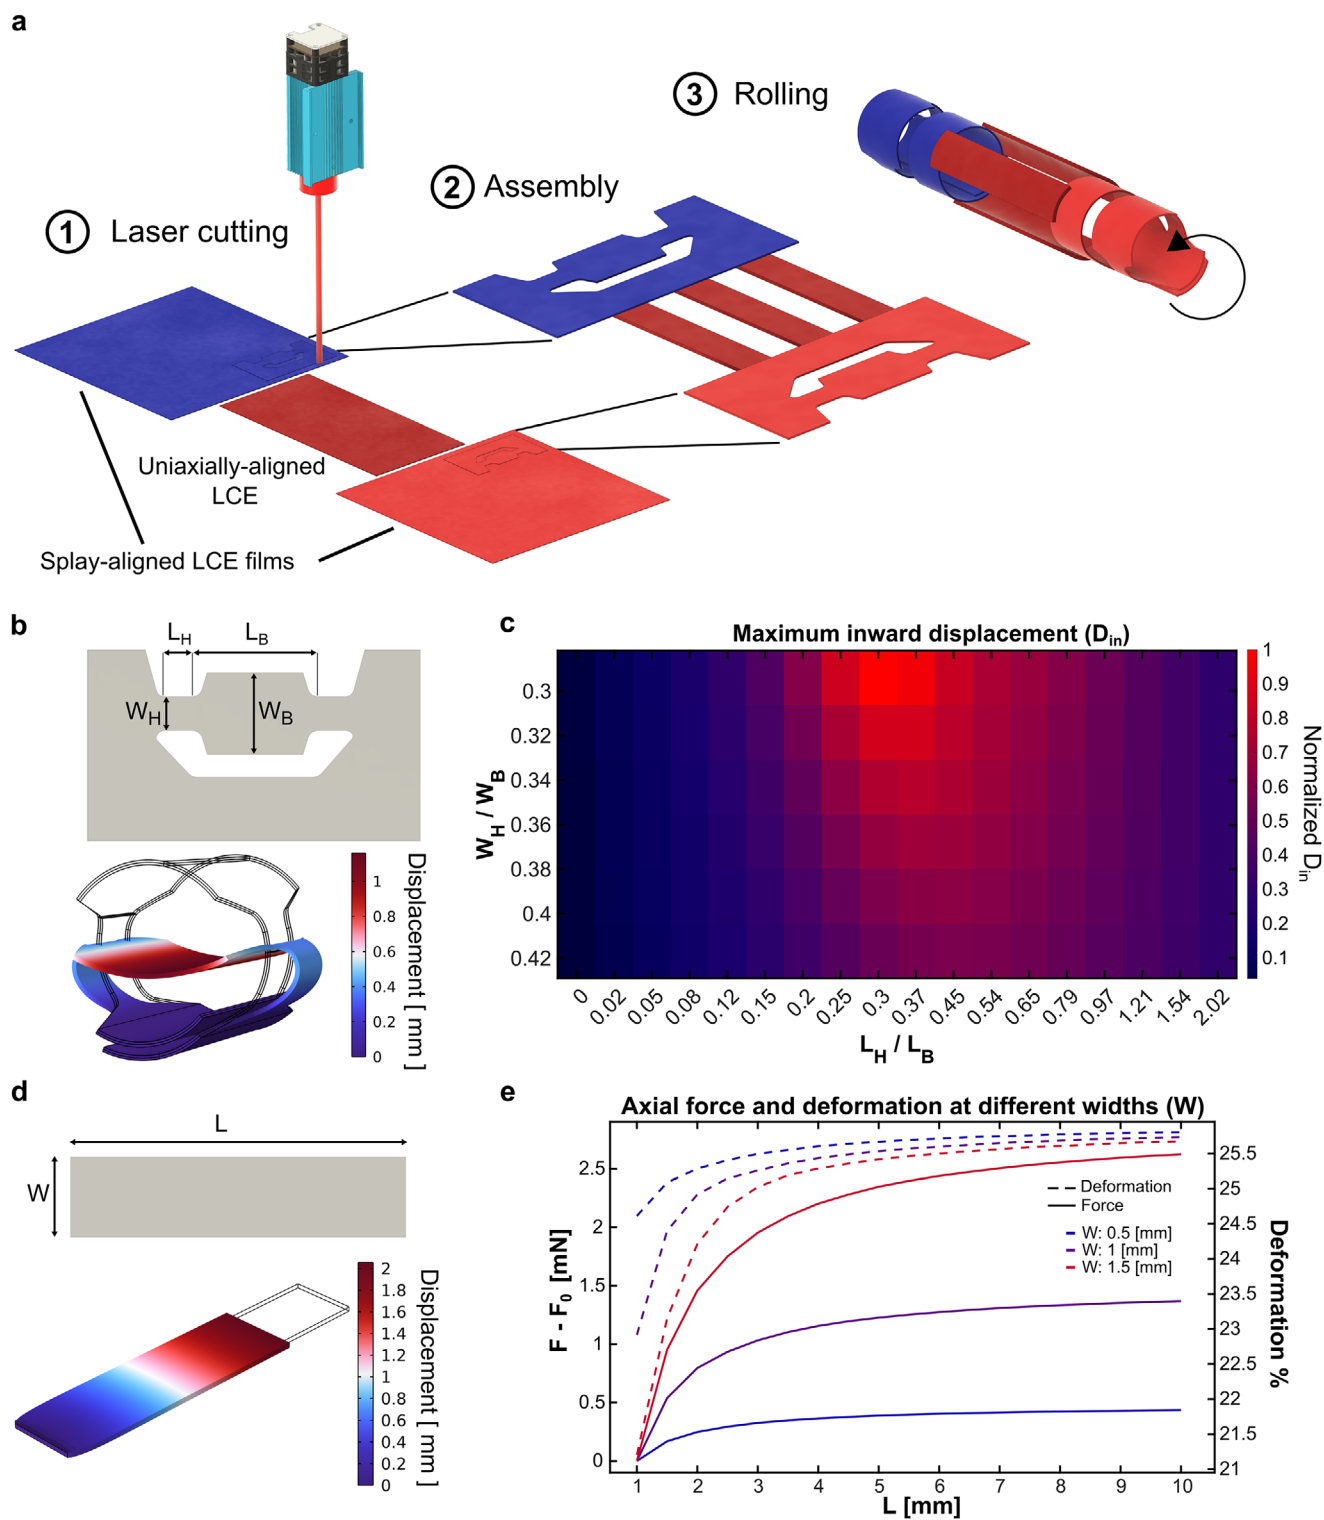 a
1 Laser cutting
2 Assembly
3 Rolling
Uniaxially-aligned
LCE
Splay-aligned LCE films
b
L_H
L_B
W_H
W_B
Displacement [ mm ]
1
0.8
0.6
0.4
0.2
0
c
Maximum inward displacement (D_in)
W_H / W_B
0.3
0.32
0.34
0.36
0.38
0.4
0.42
0 0.02 0.05 0.08 0.12 0.15 0.2 0.25 0.3 0.37 0.45 0.54 0.65 0.79 0.97 1.21 1.54 2.02
L_H / L_B
1
0.9
0.8
0.7
0.6
0.5
0.4
0.3
0.2
0.1
Normalized D_in
d
L
W
Displacement [ mm ]
2
1.8
1.6
1.4
1.2
1
0.8
0.6
0.4
0.2
0
e
Axial force and deformation at different widths (W)
F - F_0 [mN]
2.5
2
1.5
1
0.5
0
Deformation
Force
W: 0.5 [mm]
W: 1 [mm]
W: 1.5 [mm]
25.5
25
24.5
24
23.5
23
22.5
22
21.5
21
Deformation %
1 2 3 4 5 6 7 8 9 10
L [mm]